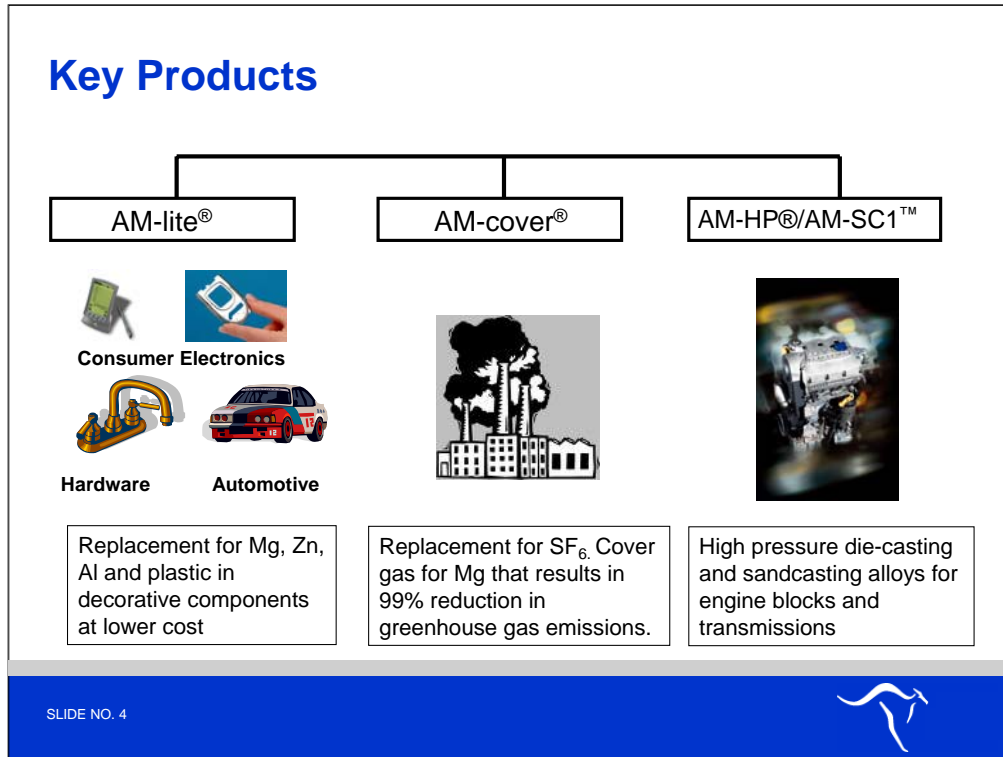 Key Products
AM-lite®
AM-cover®
AM-HP®/AM-SC1™
Consumer Electronics
Hardware
Automotive
Replacement for Mg, Zn,
Al and plastic in
decorative components
at lower cost
Replacement for SF6. Cover
gas for Mg that results in
99% reduction in
greenhouse gas emissions.
High pressure die-casting
and sandcasting alloys for
engine blocks and
transmissions
SLIDE NO. 4